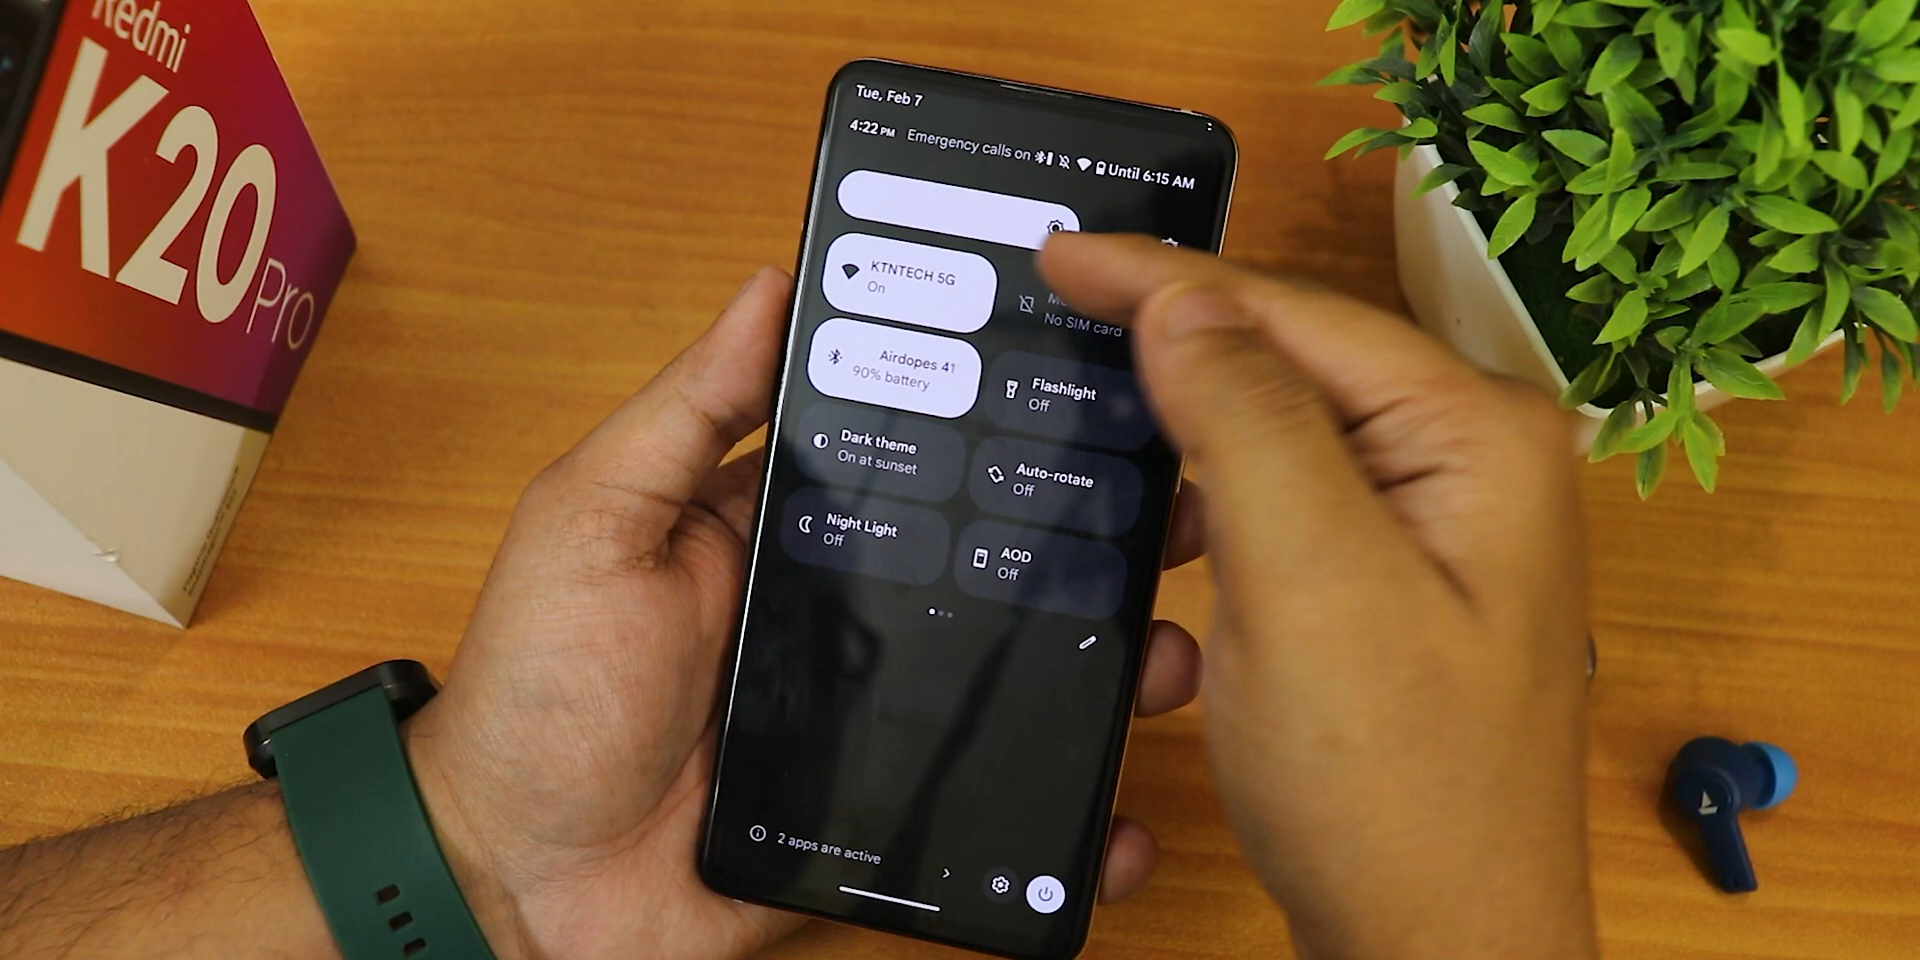 Redmi
K20 Pro
Tue, Feb 7
4:22 PM Emergency calls on Until 6:15 AM
KTNTECH 5G
On
No SIM card
Airdopes 41
90% battery
Flashlight
Off
Dark theme
On at sunset
Auto-rotate
Off
Night Light
Off
AOD
Off
2 apps are active